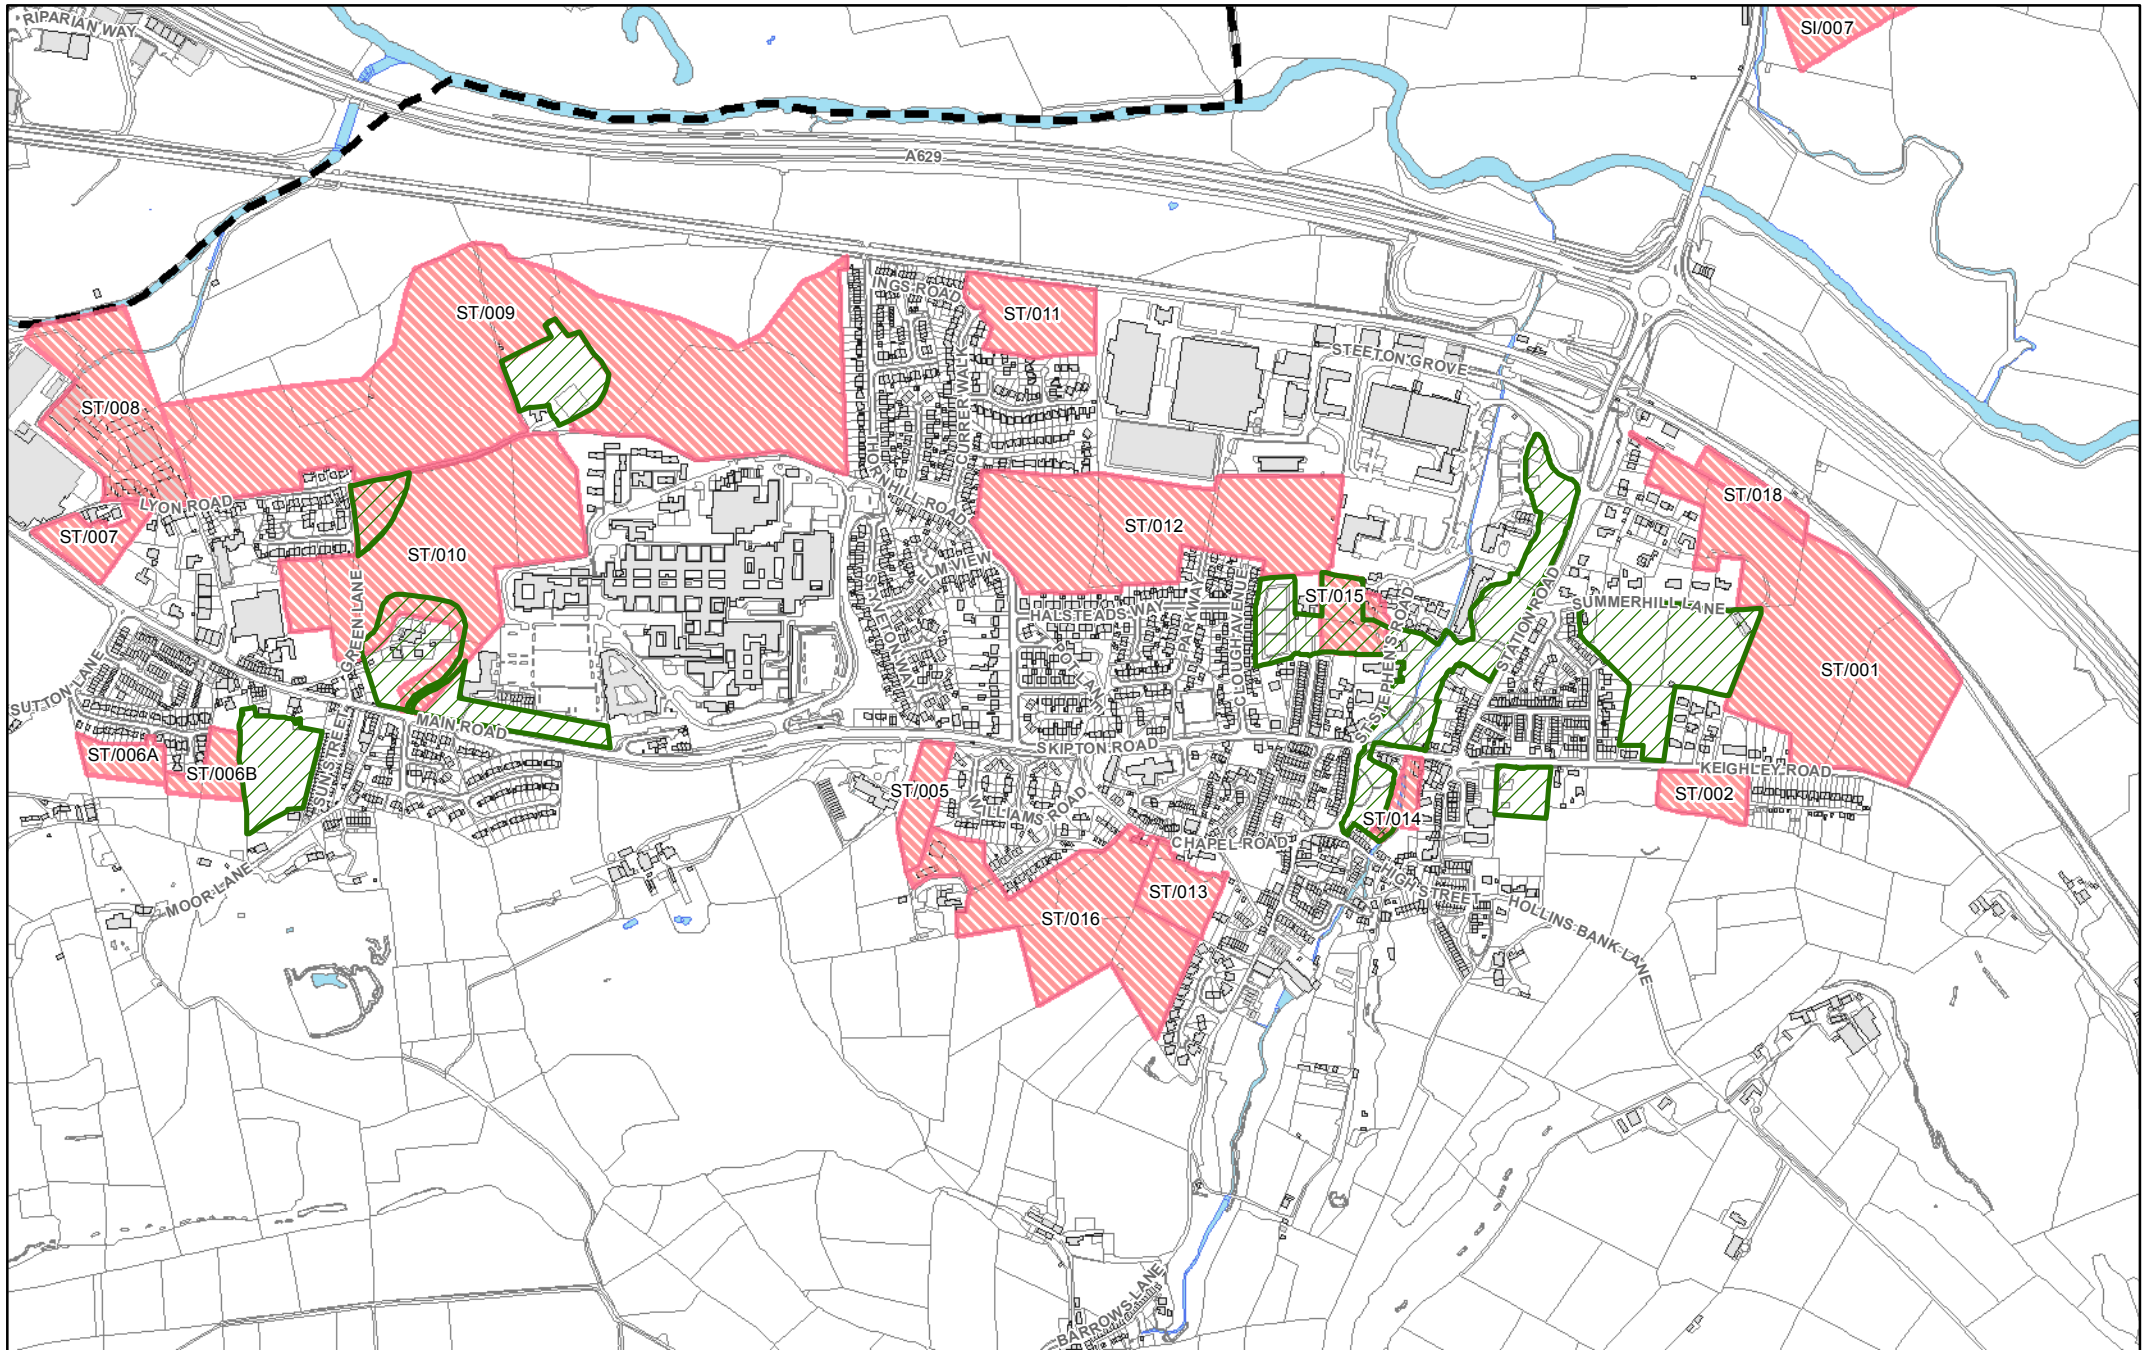 RIPARIAN WAY
SI/007
A629
ST/009
INGS ROAD
ST/011
STEETON GROVE
CURRER WALK
ST/008
LYON ROAD
THORNHILL ROAD
ST/018
ST/007
ST/012
ST/010
ELM VIEW
GREEN LANE
HALSTEADS WAY
PARKWAY
CLOUGH AVENUE
ST/015
ST STEPHENS ROAD
STATION ROAD
SUMMERHILL LANE
ST/001
SUTTON LANE
MAIN ROAD
SKIPTON ROAD
KEIGHLEY ROAD
ST/006A
ST/006B
SUN STREET
ST/005
WILLIAMS ROAD
ST/002
ST/014
CHAPEL ROAD
MOOR LANE
ST/013
HIGH STREET
ST/016
HOLLINS BANK LANE
BARROWS LANE